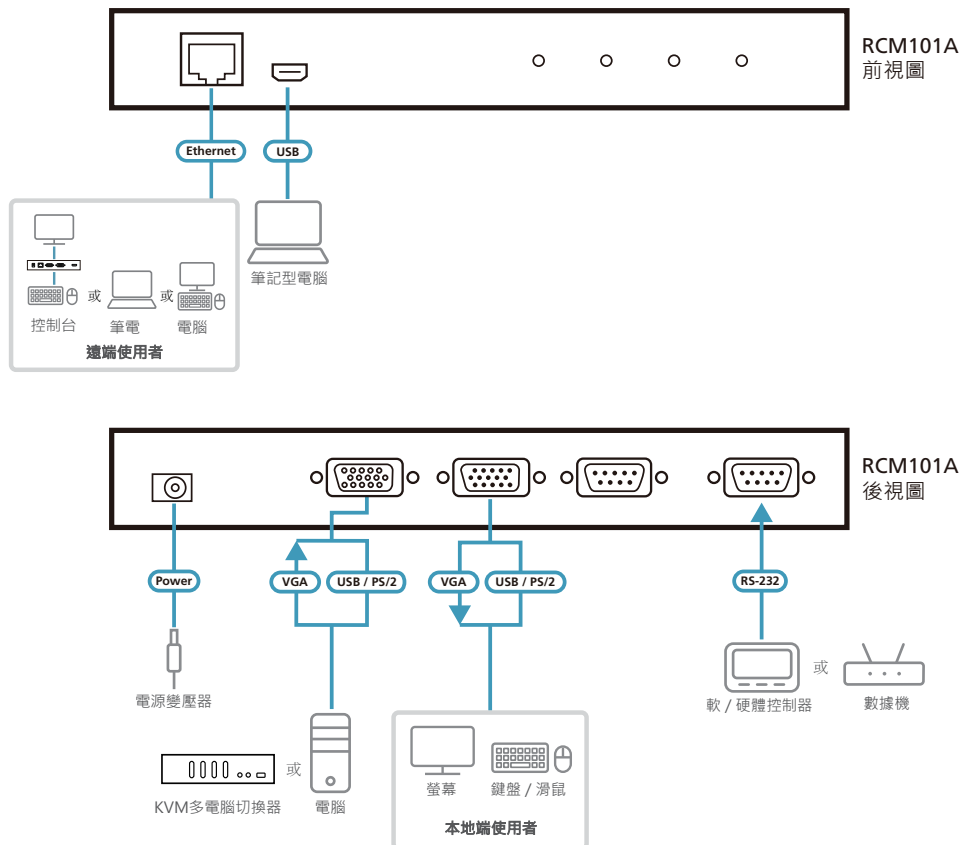 RCM101A
前視圖
Ethernet
USB
或
或
控制台
筆電
電腦
遠端使用者
筆記型電腦
RCM101A
後視圖
Power
VGA
USB / PS/2
VGA
USB / PS/2
RS-232
電源變壓器
或
KVM多電腦切換器
電腦
螢幕
鍵盤 / 滑鼠
本地端使用者
或
軟 / 硬體控制器
數據機